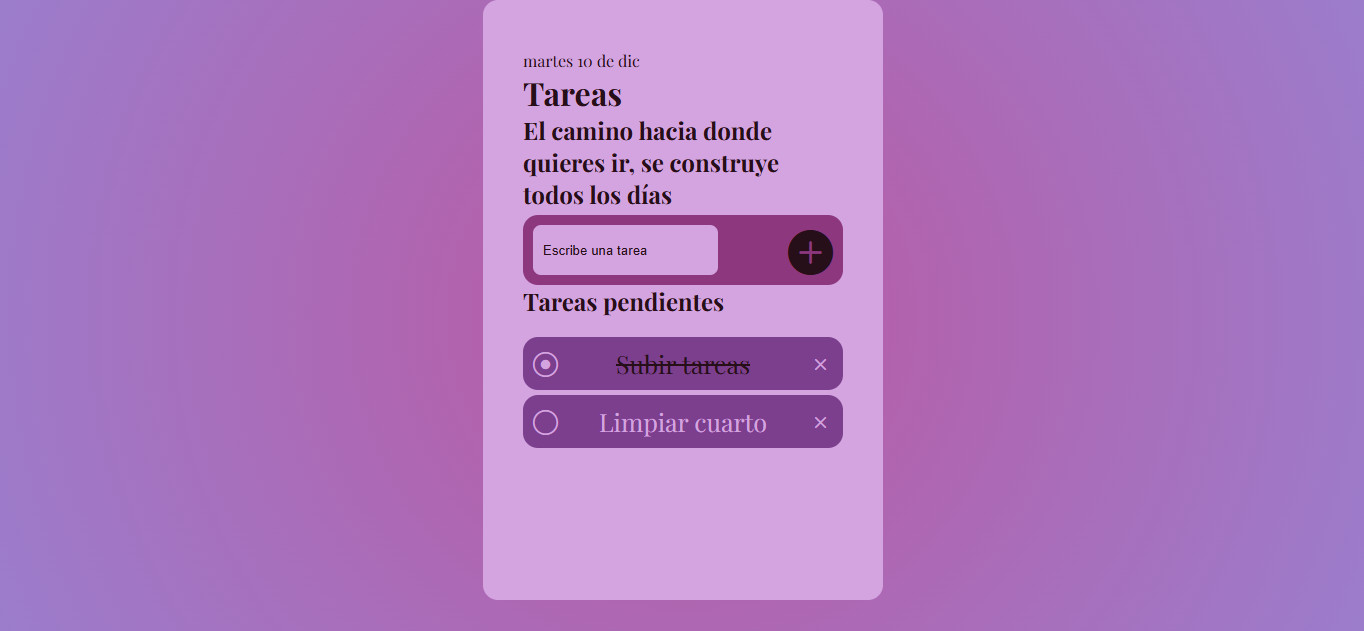 martes 10 de dic
Tareas
El camino hacia donde
quieres ir, se construye
todos los días
Escribe una tarea
Tareas pendientes
Subir tareas
Limpiar cuarto